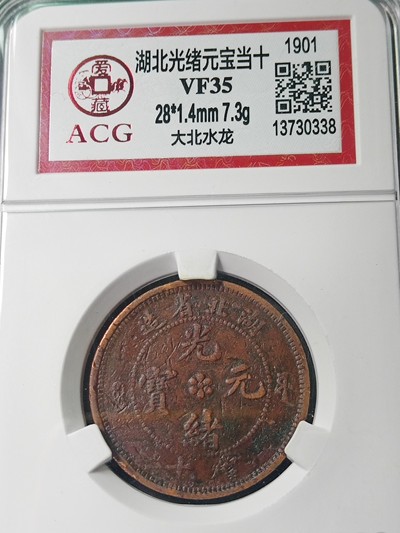 爱
藏
ACG
湖北光绪元宝当十
VF35
28*1.4mm 7.3g
大北水龙
1901
13730338
造省北湖
光
寶 元
緒
十當